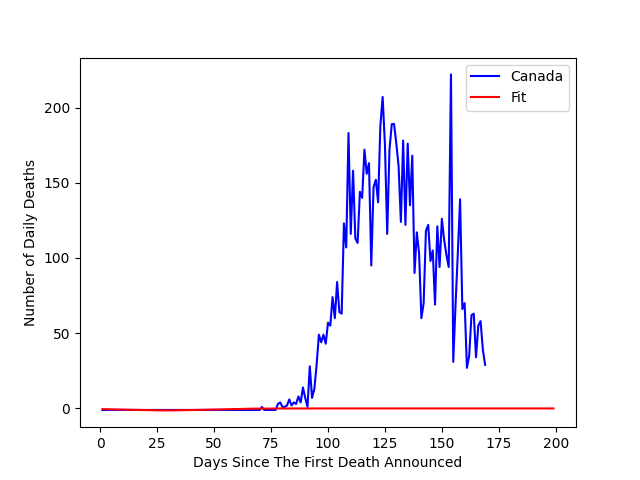 Canada
Fit
Number of Daily Deaths
200
150
100
50
0
0 25 50 75 100 125 150 175 200
Days Since The First Death Announced